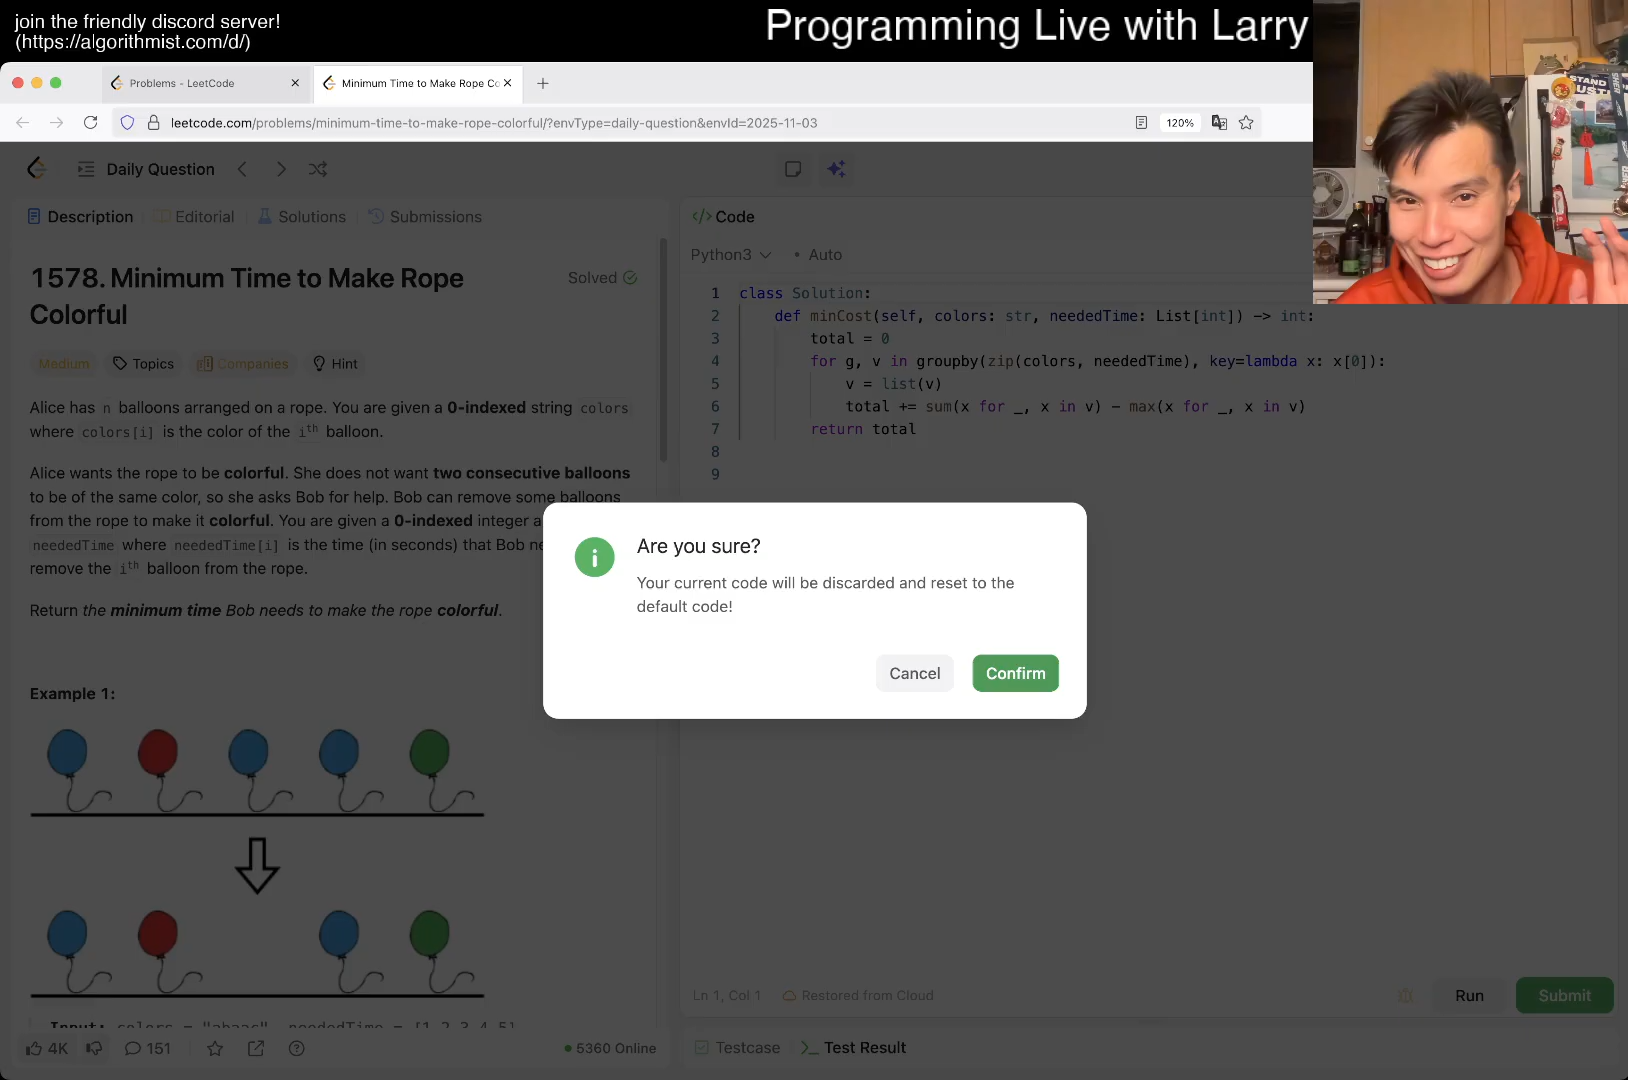 join the friendly discord server!
(https://algorithmist.com/d/)
Programming Live with Larry
Problems - LeetCode
Minimum Time to Make Rope Co
leetcode.com/problems/minimum-time-to-make-rope-colorful/?envType=daily-question&envId=2025-11-03
120%
Daily Question
Description
Editorial
Solutions
Submissions
1578. Minimum Time to Make Rope
Colorful
Solved
Medium
Topics
Companies
Hint
Alice has n balloons arranged on a rope. You are given a 0-indexed string colors
where colors[i] is the color of the ith balloon.
Alice wants the rope to be colorful. She does not want two consecutive balloons
to be of the same color, so she asks Bob for help. Bob can remove some balloons
from the rope to make it colorful. You are given a 0-indexed integer a
neededTime where neededTime[i] is the time (in seconds) that Bob ne
remove the ith balloon from the rope.
Return the minimum time Bob needs to make the rope colorful.
Example 1:
Input: colors = "abaac", neededTime = [1,2,3,4,5]
4K
151
5360 Online
</> Code
Python3
• Auto
1 class Solution:
2 def minCost(self, colors: str, neededTime: List[int]) -> int:
3 total = 0
4 for g, v in groupby(zip(colors, neededTime), key=lambda x: x[0]):
5 v = list(v)
6 total += sum(x for _, x in v) - max(x for _, x in v)
7 return total
8
9
Are you sure?
Your current code will be discarded and reset to the
default code!
Cancel
Confirm
Ln 1, Col 1
Restored from Cloud
Run
Submit
Testcase
Test Result
STAND